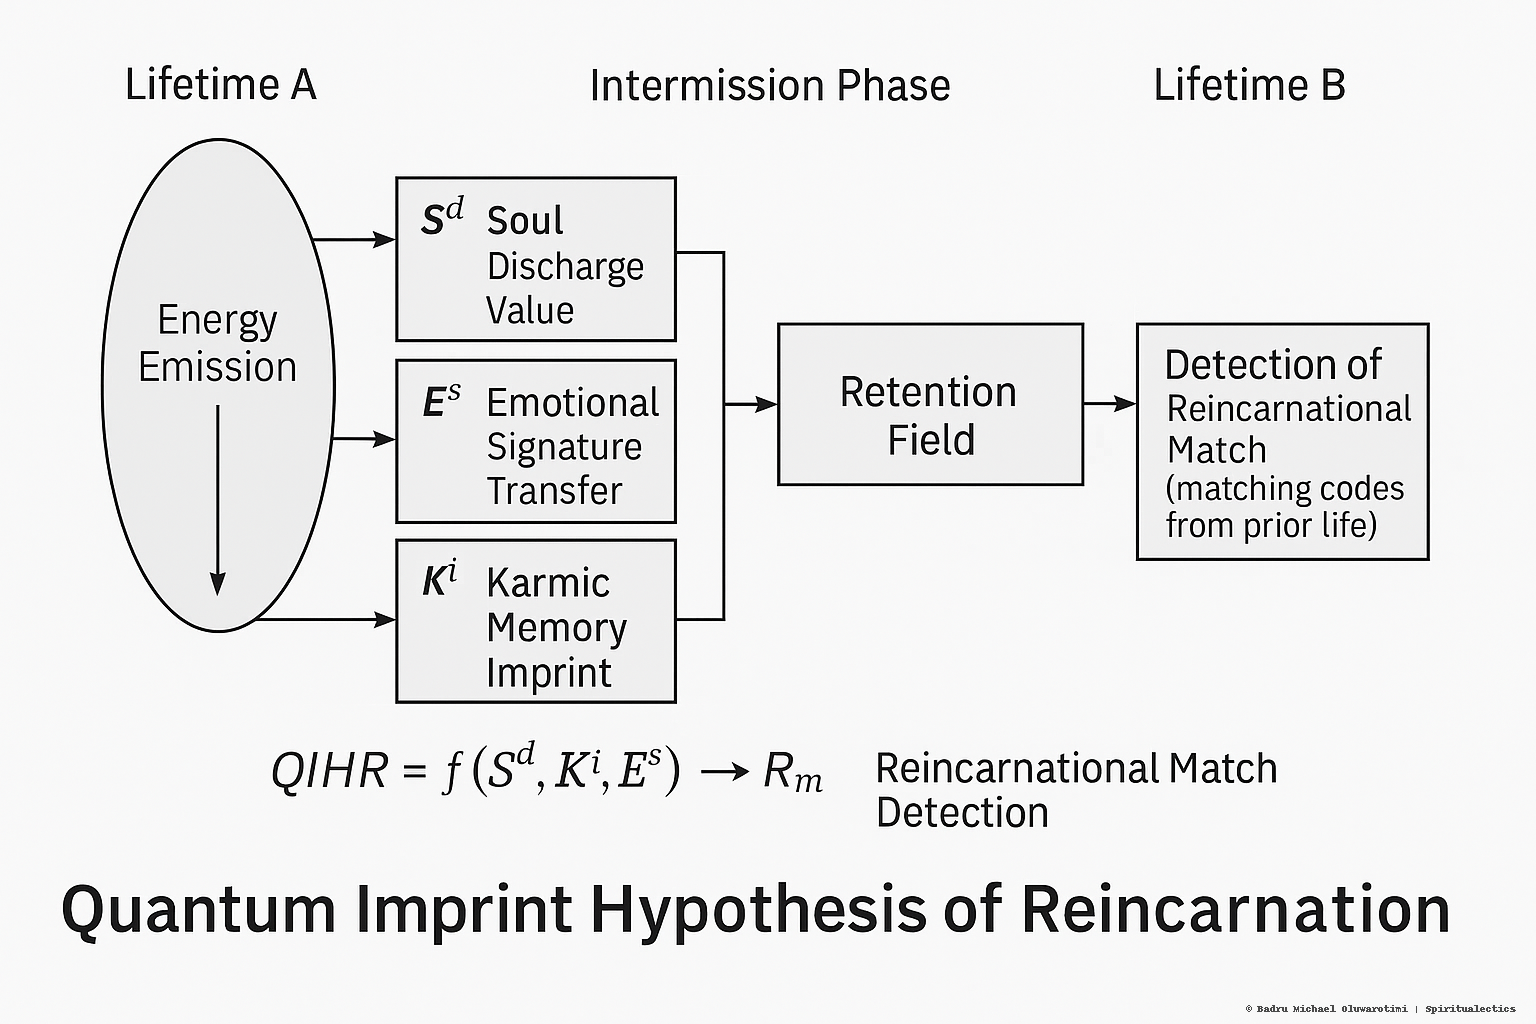 Lifetime A
Intermission Phase
Lifetime B
Energy
Emission
S^d Soul
Discharge
Value
E^s Emotional
Signature
Transfer
K^i Karmic
Memory
Imprint
Retention
Field
Detection of
Reincarnational
Match
(matching codes
from prior life)
QIHR = f(S^d, K^i, E^s) → R_m
Reincarnational Match
Detection
Quantum Imprint Hypothesis of Reincarnation
© Badru Michael Oluwarotimi | Spiritualectics